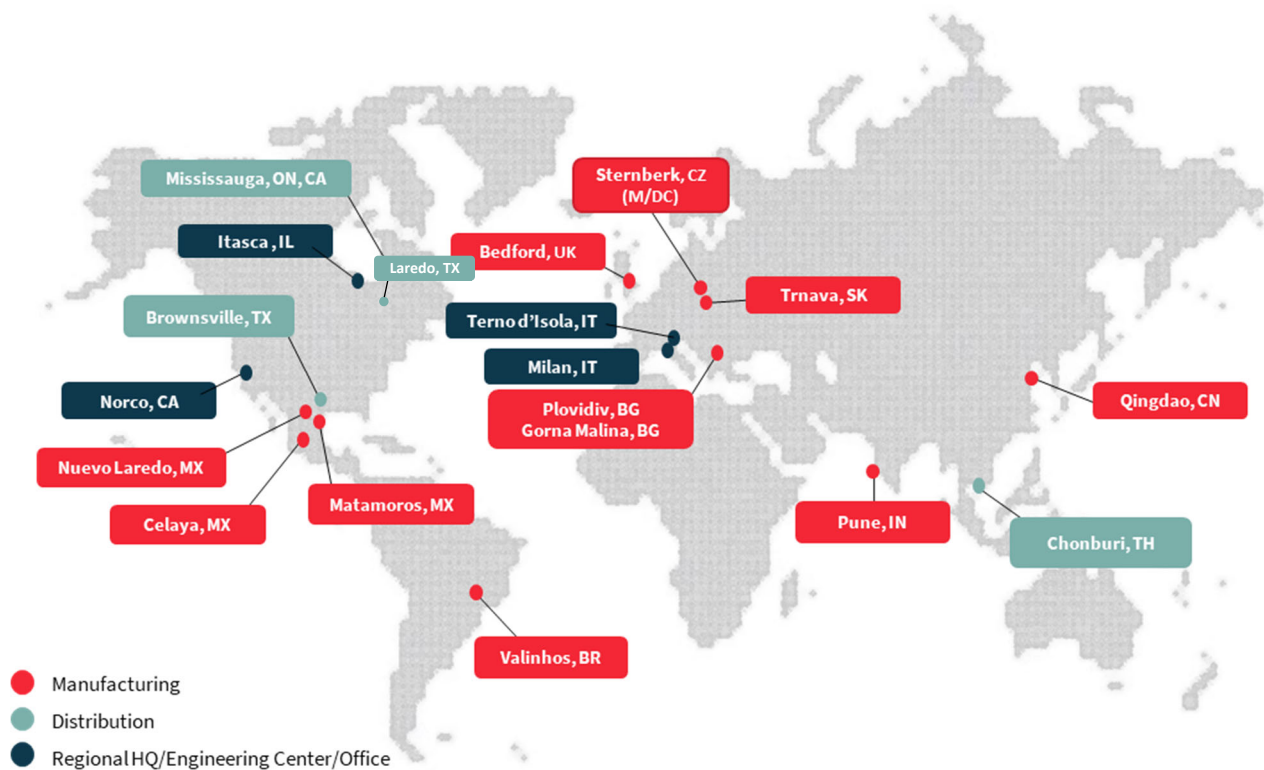 Mississauga, ON, CA
Sternberk, CZ
(M/DC)
Itasca, IL
Bedford, UK
Laredo, TX
Trnava, SK
Brownsville, TX
Terno d'Isola, IT
Milan, IT
Norco, CA
Plovidiv, BG
Gorna Malina, BG
Qingdao, CN
Nuevo Laredo, MX
Matamoros, MX
Celaya, MX
Pune, IN
Chonburi, TH
Valinhos, BR
Manufacturing
Distribution
Regional HQ/Engineering Center/Office